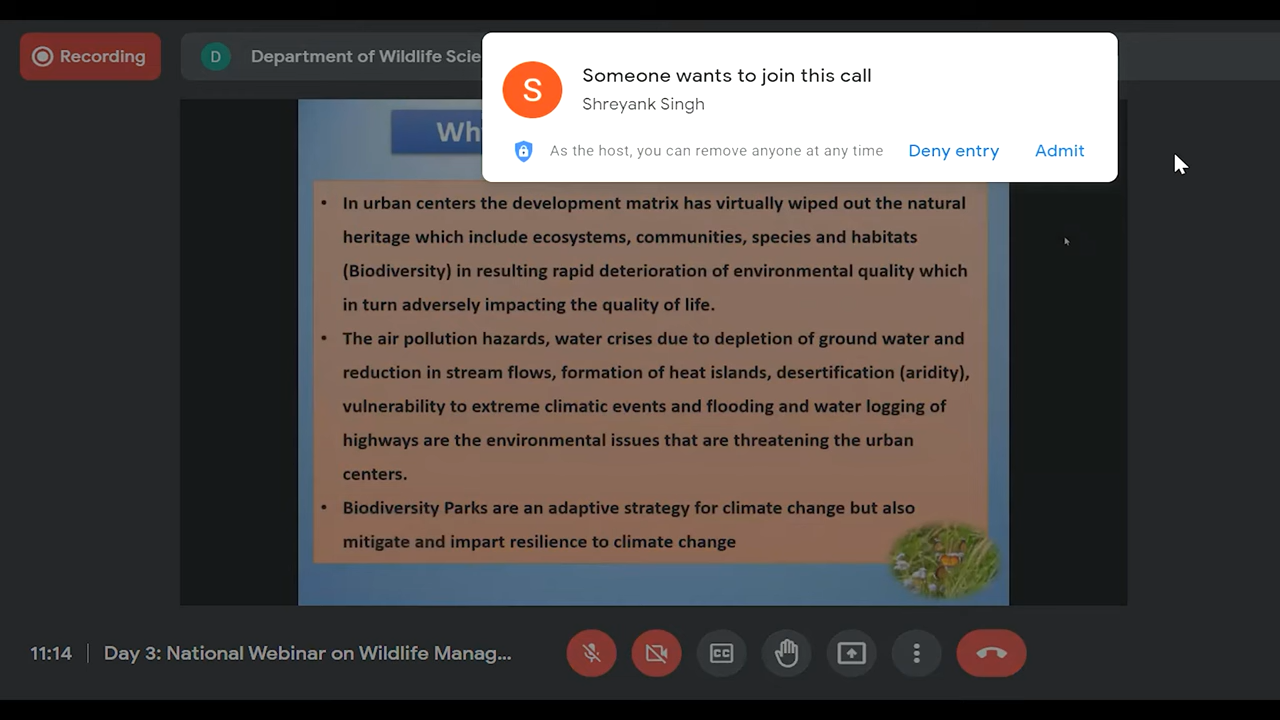 Recording
D
Department of Wildlife Scie
S
Someone wants to join this call
Shreyank Singh
As the host, you can remove anyone at any time
Deny entry
Admit
Wh
• In urban centers the development matrix has virtually wiped out the natural
heritage which include ecosystems, communities, species and habitats
(Biodiversity) in resulting rapid deterioration of environmental quality which
in turn adversely impacting the quality of life.
• The air pollution hazards, water crises due to depletion of ground water and
reduction in stream flows, formation of heat islands, desertification (aridity),
vulnerability to extreme climatic events and flooding and water logging of
highways are the environmental issues that are threatening the urban
centers.
• Biodiversity Parks are an adaptive strategy for climate change but also
mitigate and impart resilience to climate change
11:14
Day 3: National Webinar on Wildlife Manag...
CC